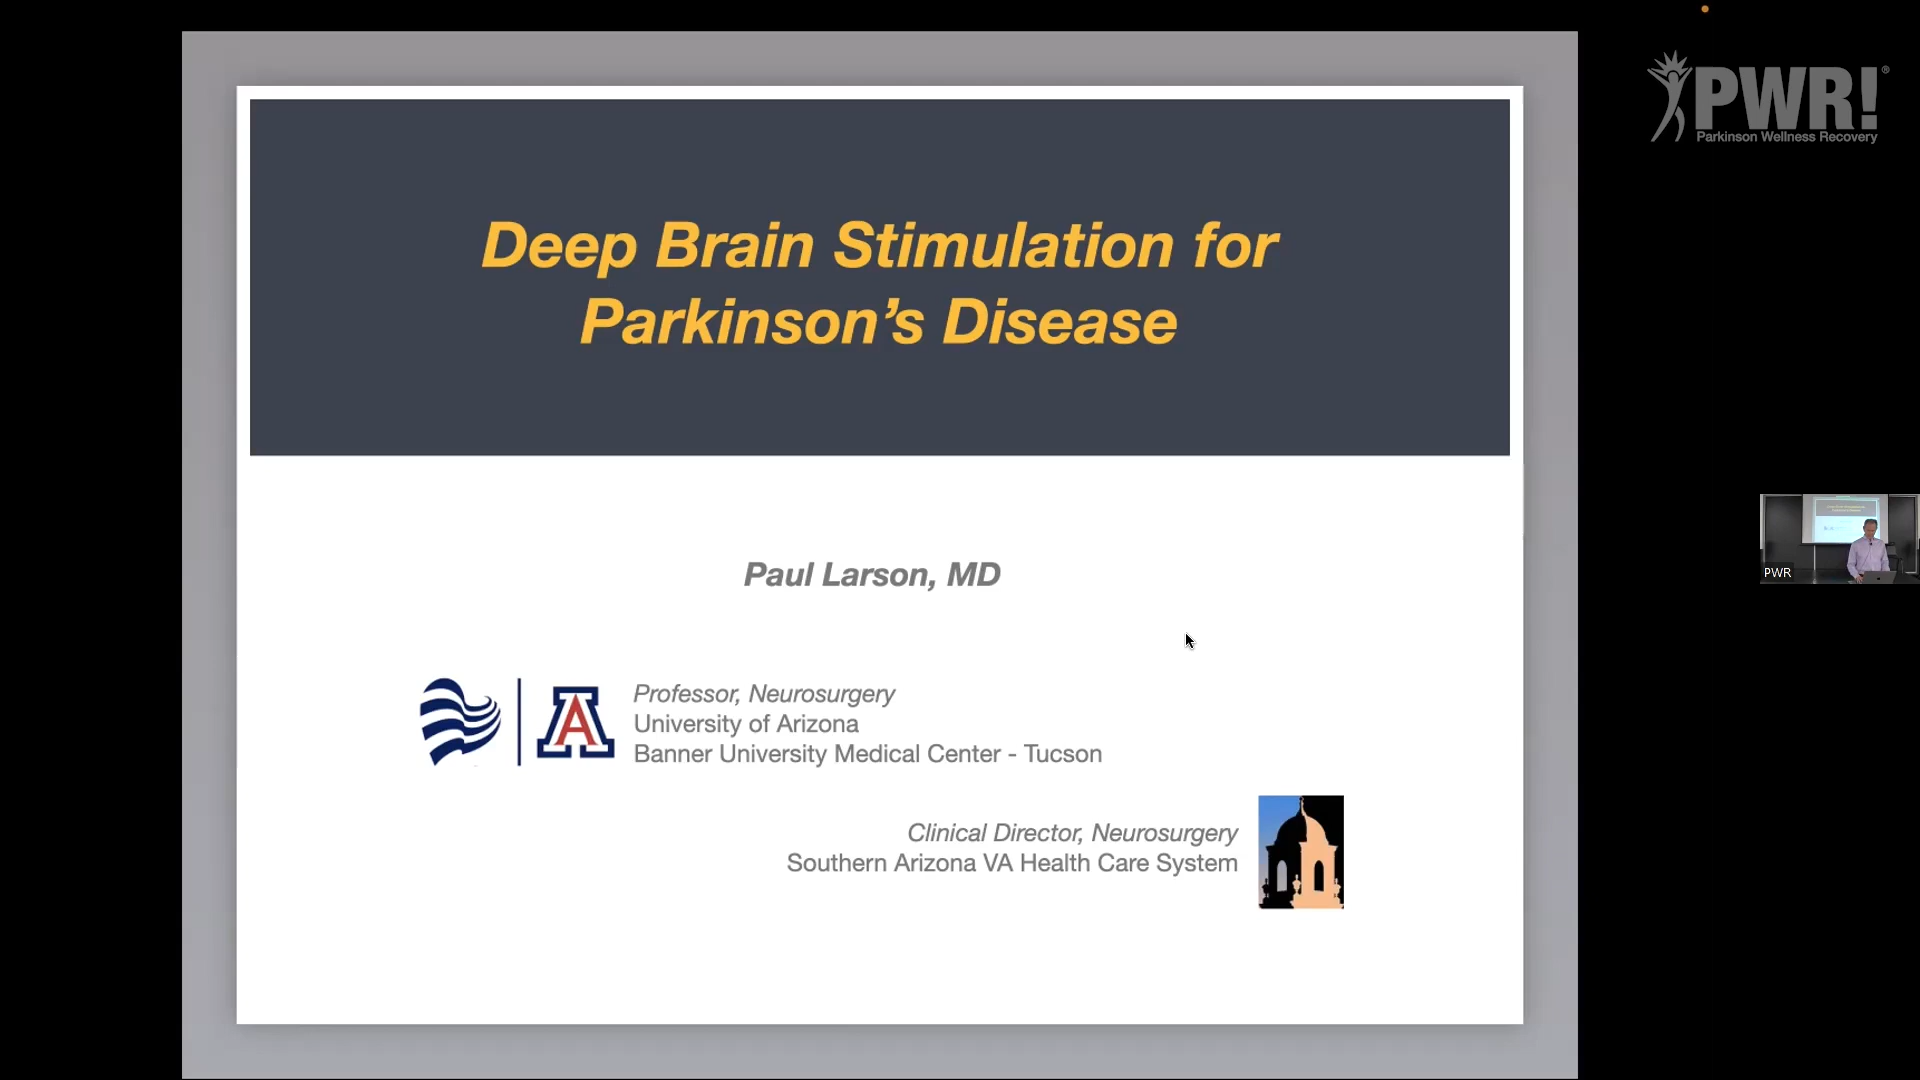 PWR!®
Parkinson Wellness Recovery
Deep Brain Stimulation for
Parkinson's Disease
Paul Larson, MD
A
Professor, Neurosurgery
University of Arizona
Banner University Medical Center - Tucson
Clinical Director, Neurosurgery
Southern Arizona VA Health Care System
PWR